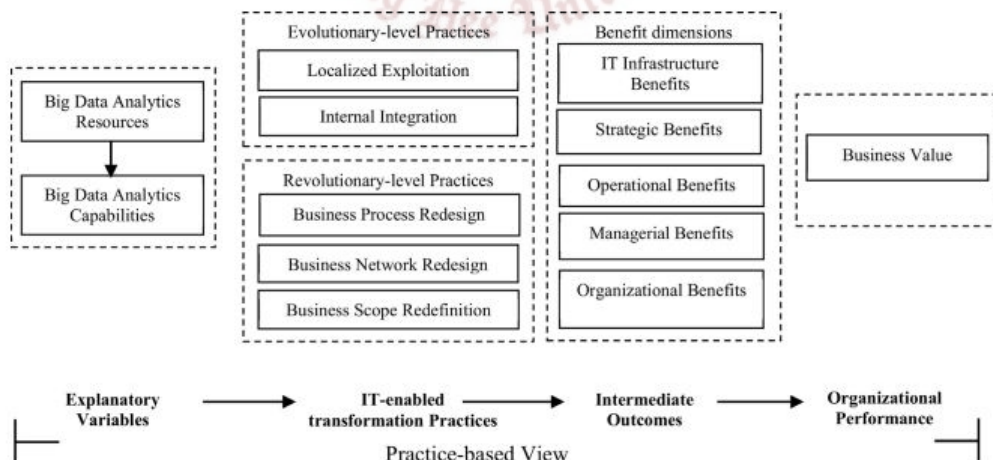 Evolutionary-level Practices
Localized Exploitation
Internal Integration
Revolutionary-level Practices
Business Process Redesign
Business Network Redesign
Business Scope Redefinition
Big Data Analytics
Resources
Big Data Analytics
Capabilities
Benefit dimensions
IT Infrastructure
Benefits
Strategic Benefits
Operational Benefits
Managerial Benefits
Organizational Benefits
Business Value
Explanatory
Variables
IT-enabled
transformation Practices
Intermediate
Outcomes
Organizational
Performance
Practice-based View